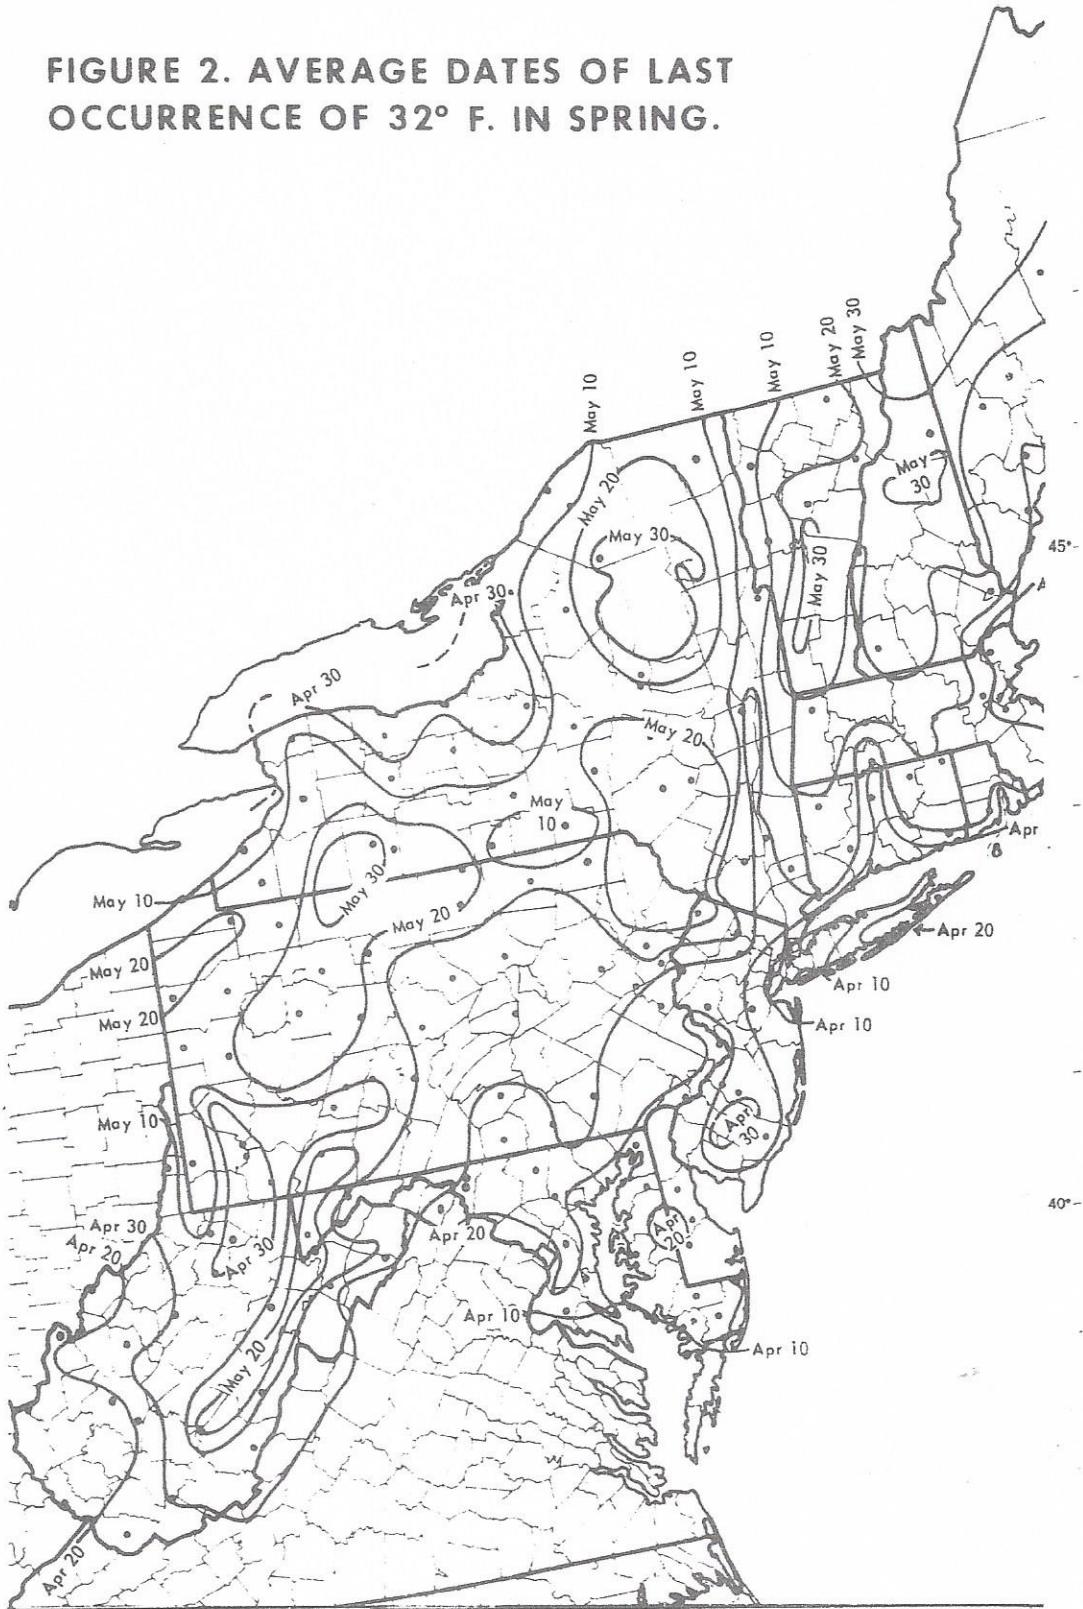 FIGURE 2. AVERAGE DATES OF LAST
OCCURRENCE OF 32° F. IN SPRING.
May 10
May 10
May 10
May 20
May 30
May 20
May 30
May
30
May 30
45°
A
Apr 30
Apr 30
May 20
May
10
Apr
May 30
May 10
May 20
Apr 20
May 20
Apr 10
May 20
Apr 10
May 10
Apr
30
40°
Apr 30
Apr 20
Apr 20
Apr
20
Apr 30
Apr 10
Apr 10
May 20
Apr 20